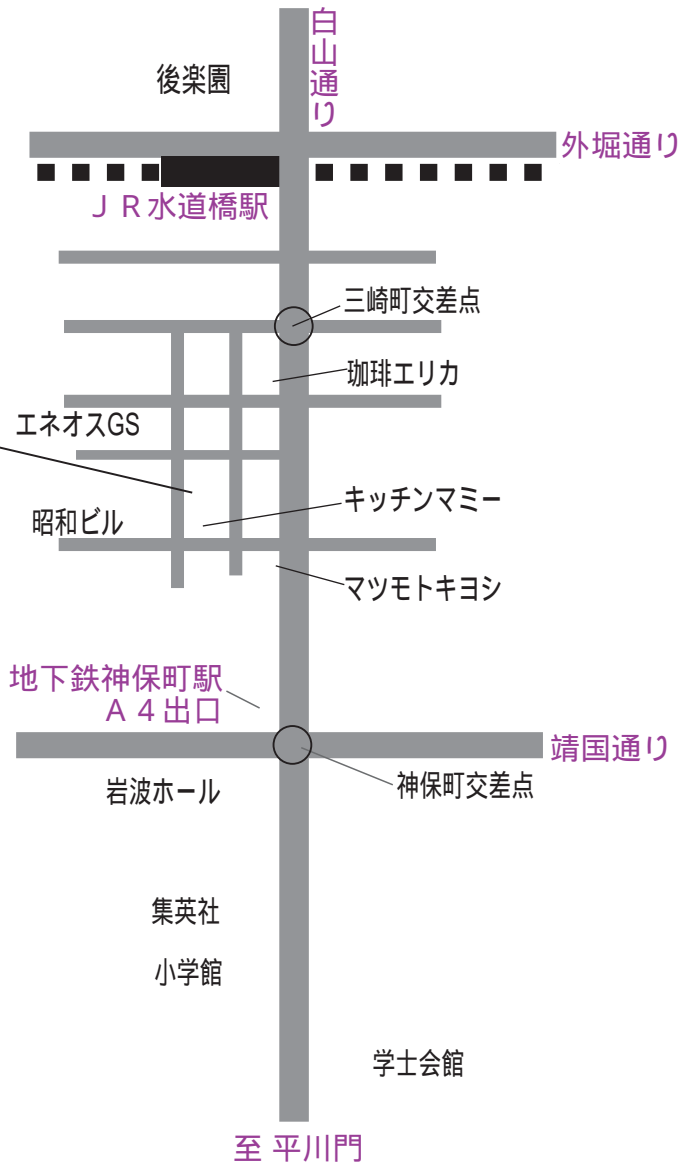 白山通り
後楽園
外堀通り
ＪＲ水道橋駅
三崎町交差点
珈琲エリカ
エネオスGS
キッチンマミー
昭和ビル
マツモトキヨシ
地下鉄神保町駅
Ａ４出口
靖国通り
岩波ホール
神保町交差点
集英社
小学館
学士会館
至 平川門